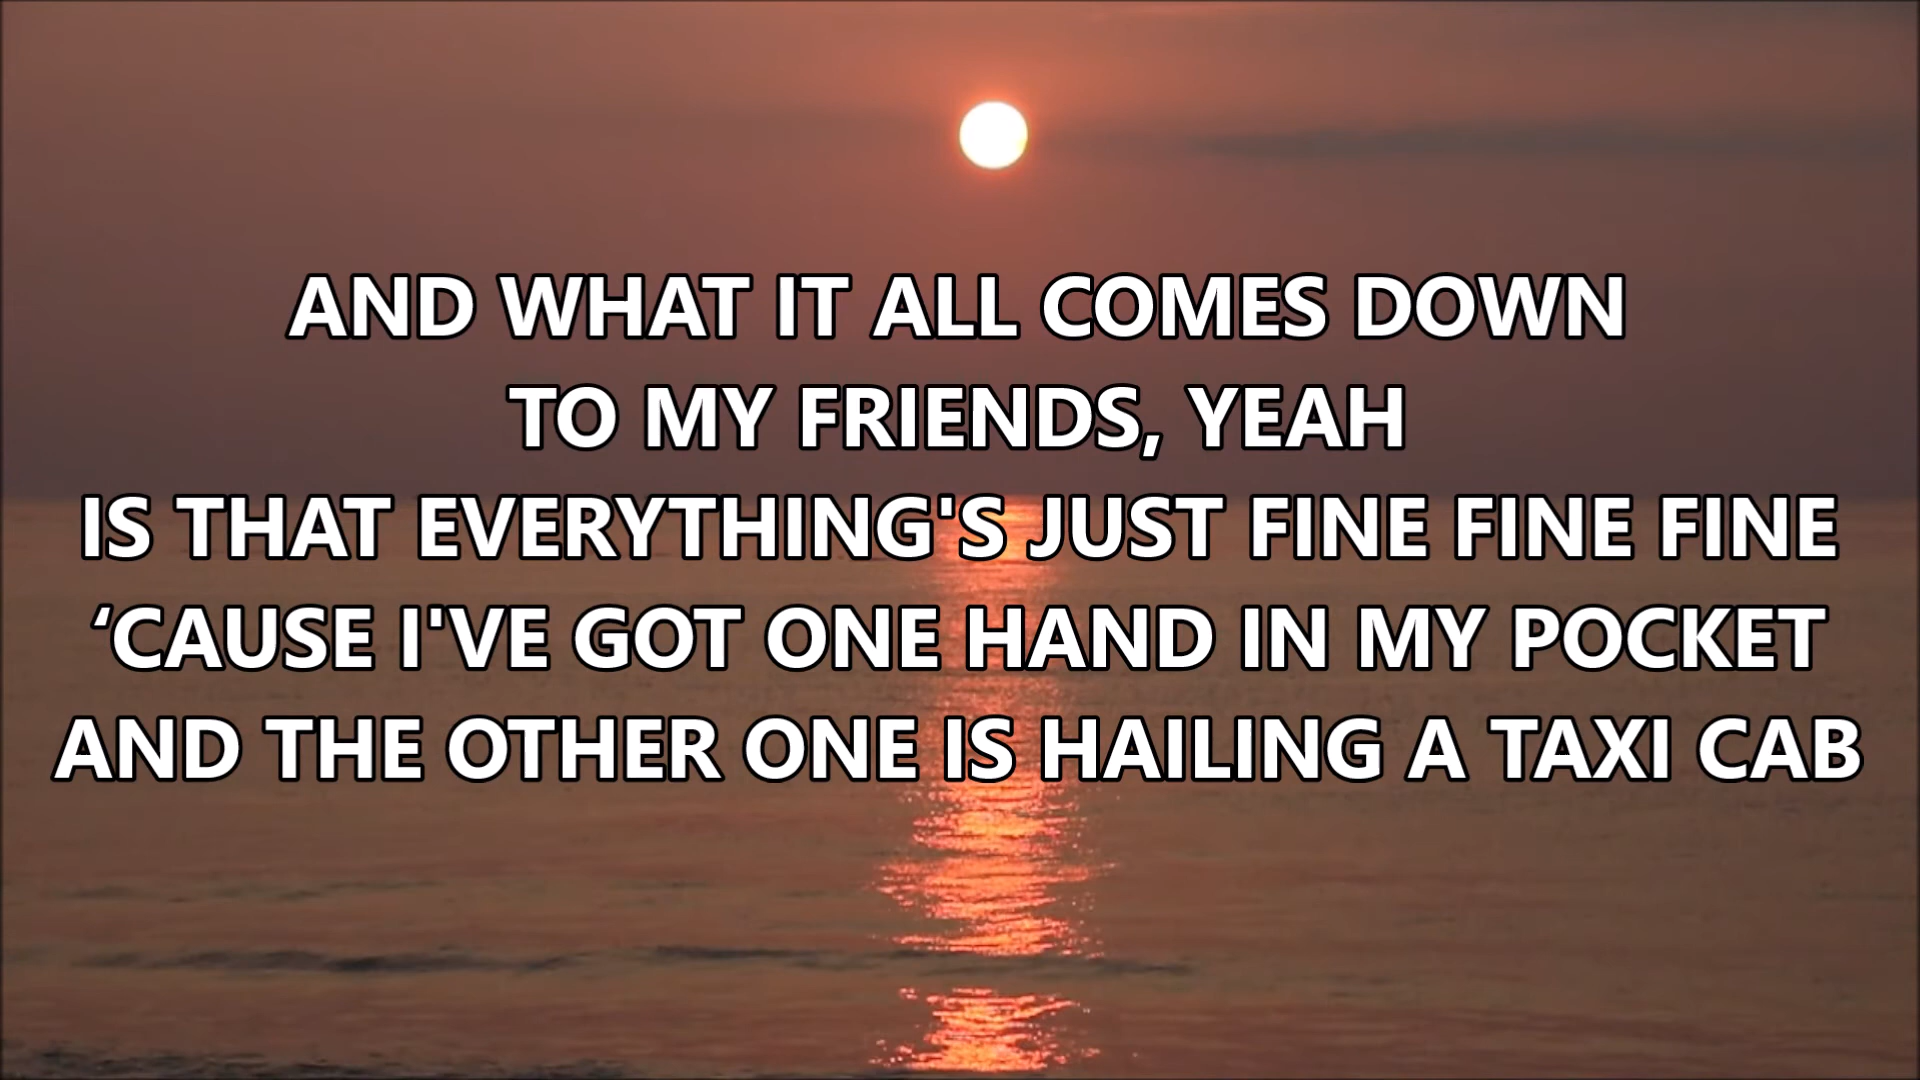 AND WHAT IT ALL COMES DOWN
TO MY FRIENDS, YEAH
IS THAT EVERYTHING'S JUST FINE FINE FINE
‘CAUSE I'VE GOT ONE HAND IN MY POCKET
AND THE OTHER ONE IS HAILING A TAXI CAB